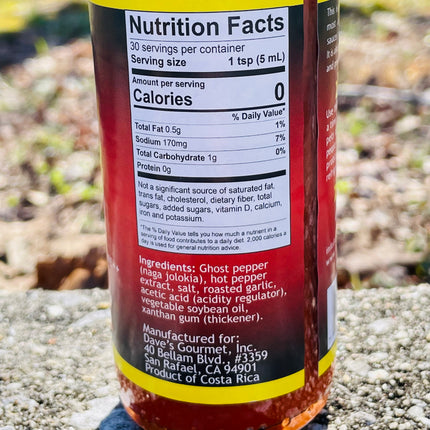 Nutrition Facts
30 servings per container
Serving size 1 tsp (5 mL)
Amount per serving
Calories 0
% Daily Value*
Total Fat 0.5g 1%
Sodium 170mg 7%
Total Carbohydrate 1g 0%
Protein 0g
Not a significant source of saturated fat,
trans fat, cholesterol, dietary fiber, total
sugars, added sugars, vitamin D, calcium,
iron and potassium.
*The % Daily Value tells you how much a nutrient in a
serving of food contributes to a daily diet. 2,000 calories a
day is used for general nutrition advice.
Ingredients: Ghost pepper
(naga jolokia), hot pepper
extract, salt, roasted garlic,
acetic acid (acidity regulator),
vegetable soybean oil,
xanthan gum (thickener).
Manufactured for:
Dave's Gourmet, Inc.
40 Bellam Blvd., #3359
San Rafael, CA 94901
Product of Costa Rica